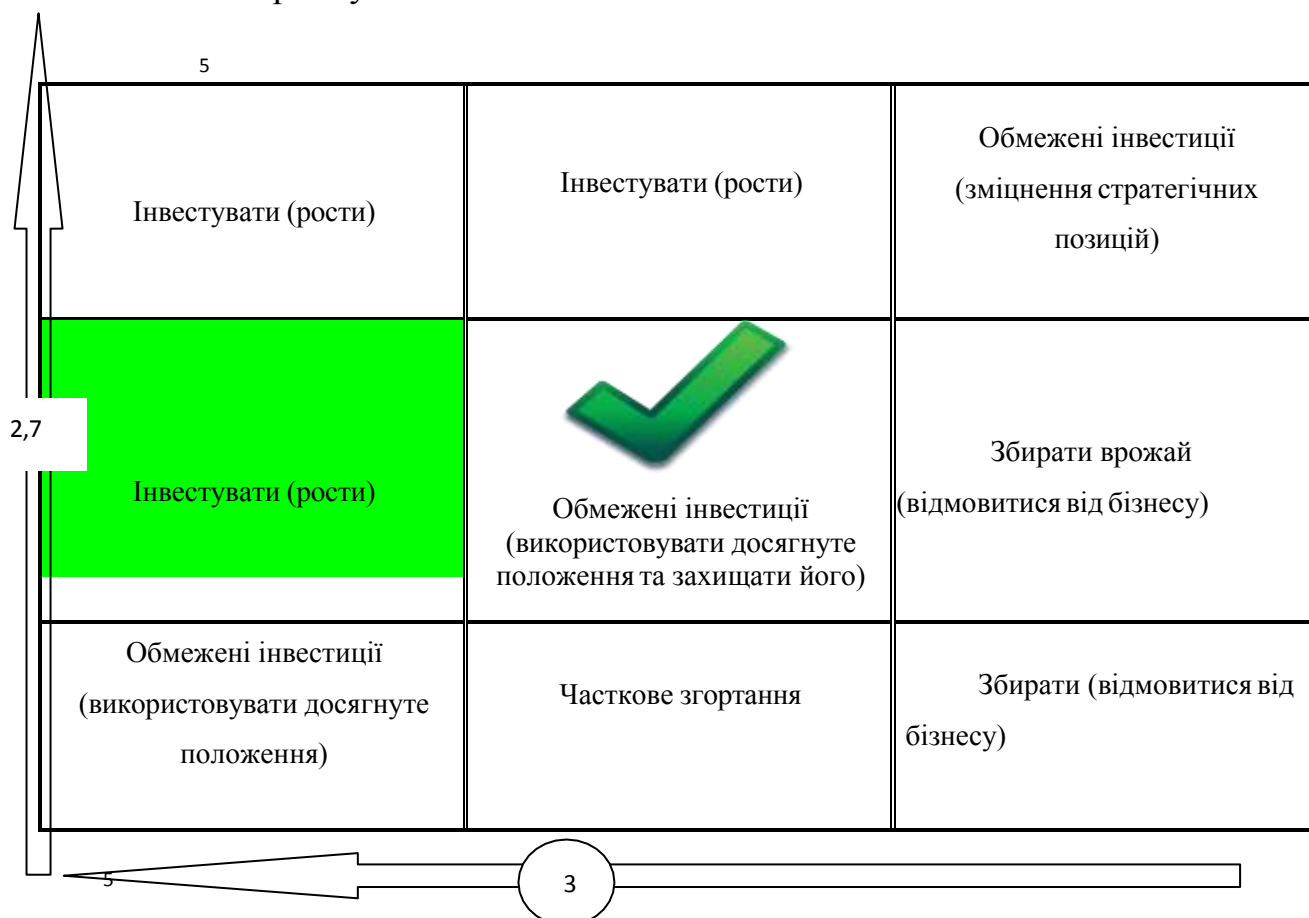 5
Інвестувати (рости)
Інвестувати (рости)
Обмежені інвестиції
(зміцнення стратегічних
позицій)
2,7
Інвестувати (рости)
Обмежені інвестиції
(використовувати досягнуте
положення та захищати його)
Збирати врожай
(відмовитися від бізнесу)
Обмежені інвестиції
(використовувати досягнуте
положення)
Часткове згортання
Збирати (відмовитися від
бізнесу)
5
3